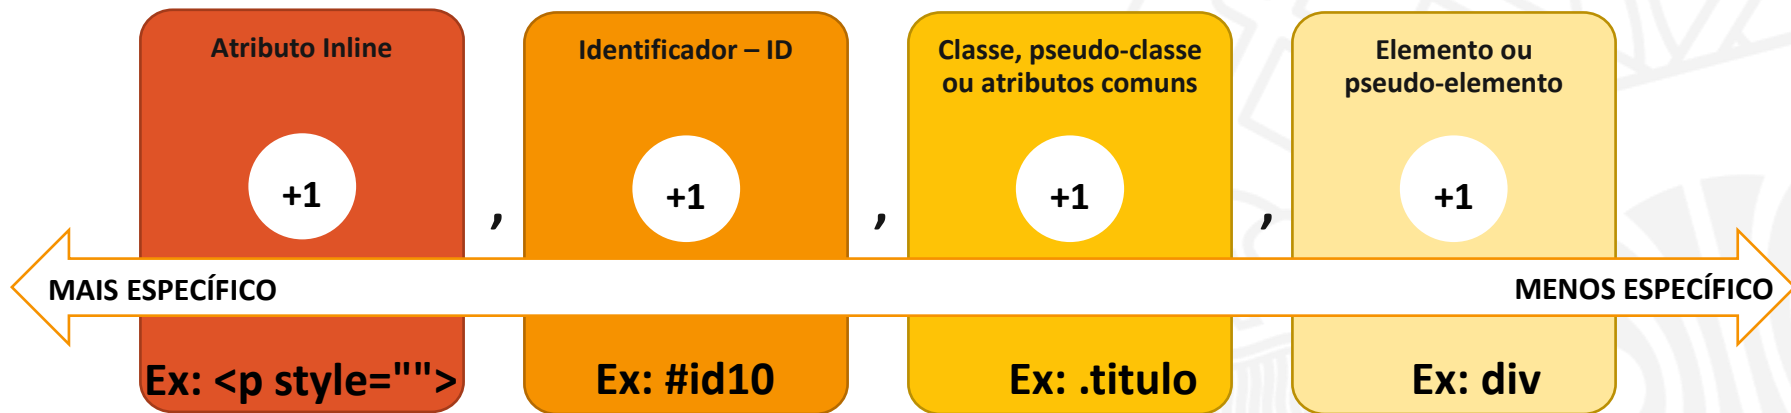 Atributo Inline
+1
Ex: <p style="">
,
Identificador – ID
+1
Ex: #id10
,
Classe, pseudo-classe
ou atributos comuns
+1
Ex: .titulo
,
Elemento ou
pseudo-elemento
+1
Ex: div
MAIS ESPECÍFICO
MENOS ESPECÍFICO